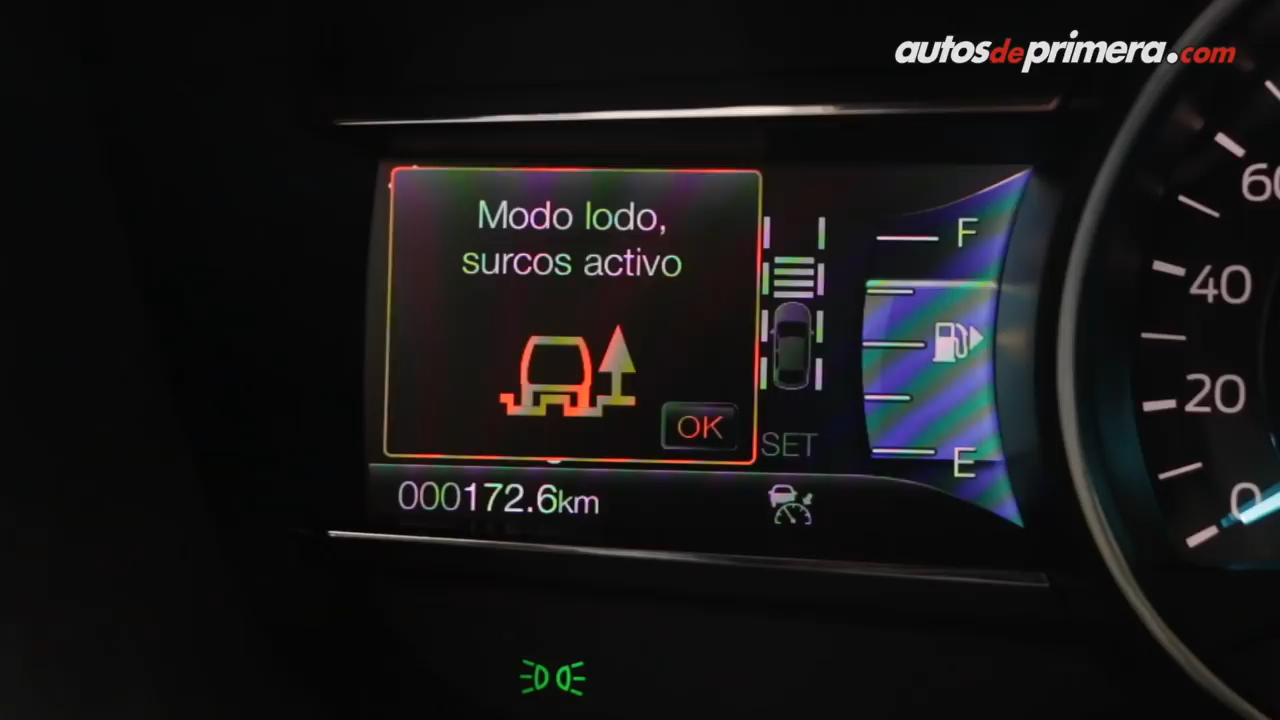 autosdeprimera.com
Modo lodo,
surcos activo
OK
SET
F
E
000172.6km
60
40
20
0